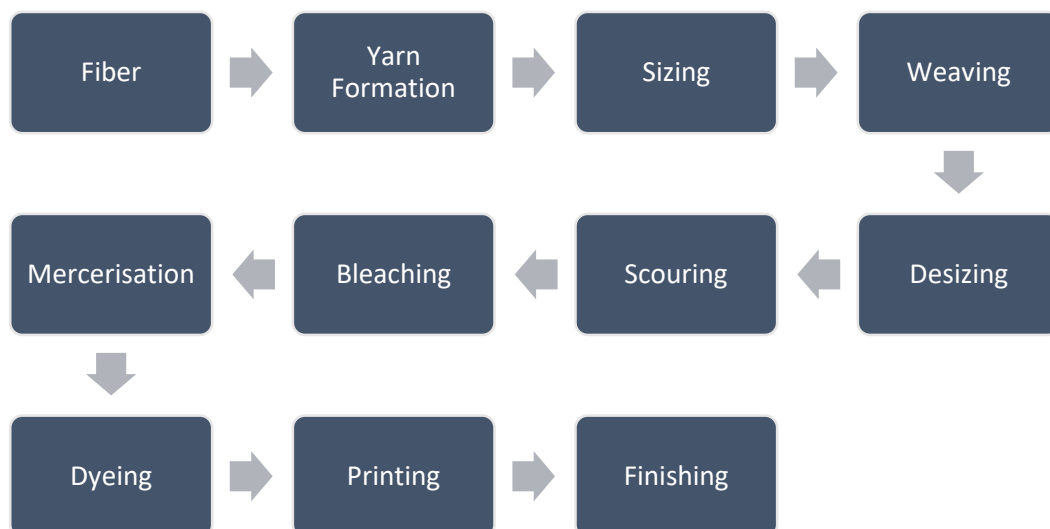 Fiber
Yarn
Formation
Sizing
Weaving
Desizing
Scouring
Bleaching
Mercerisation
Dyeing
Printing
Finishing